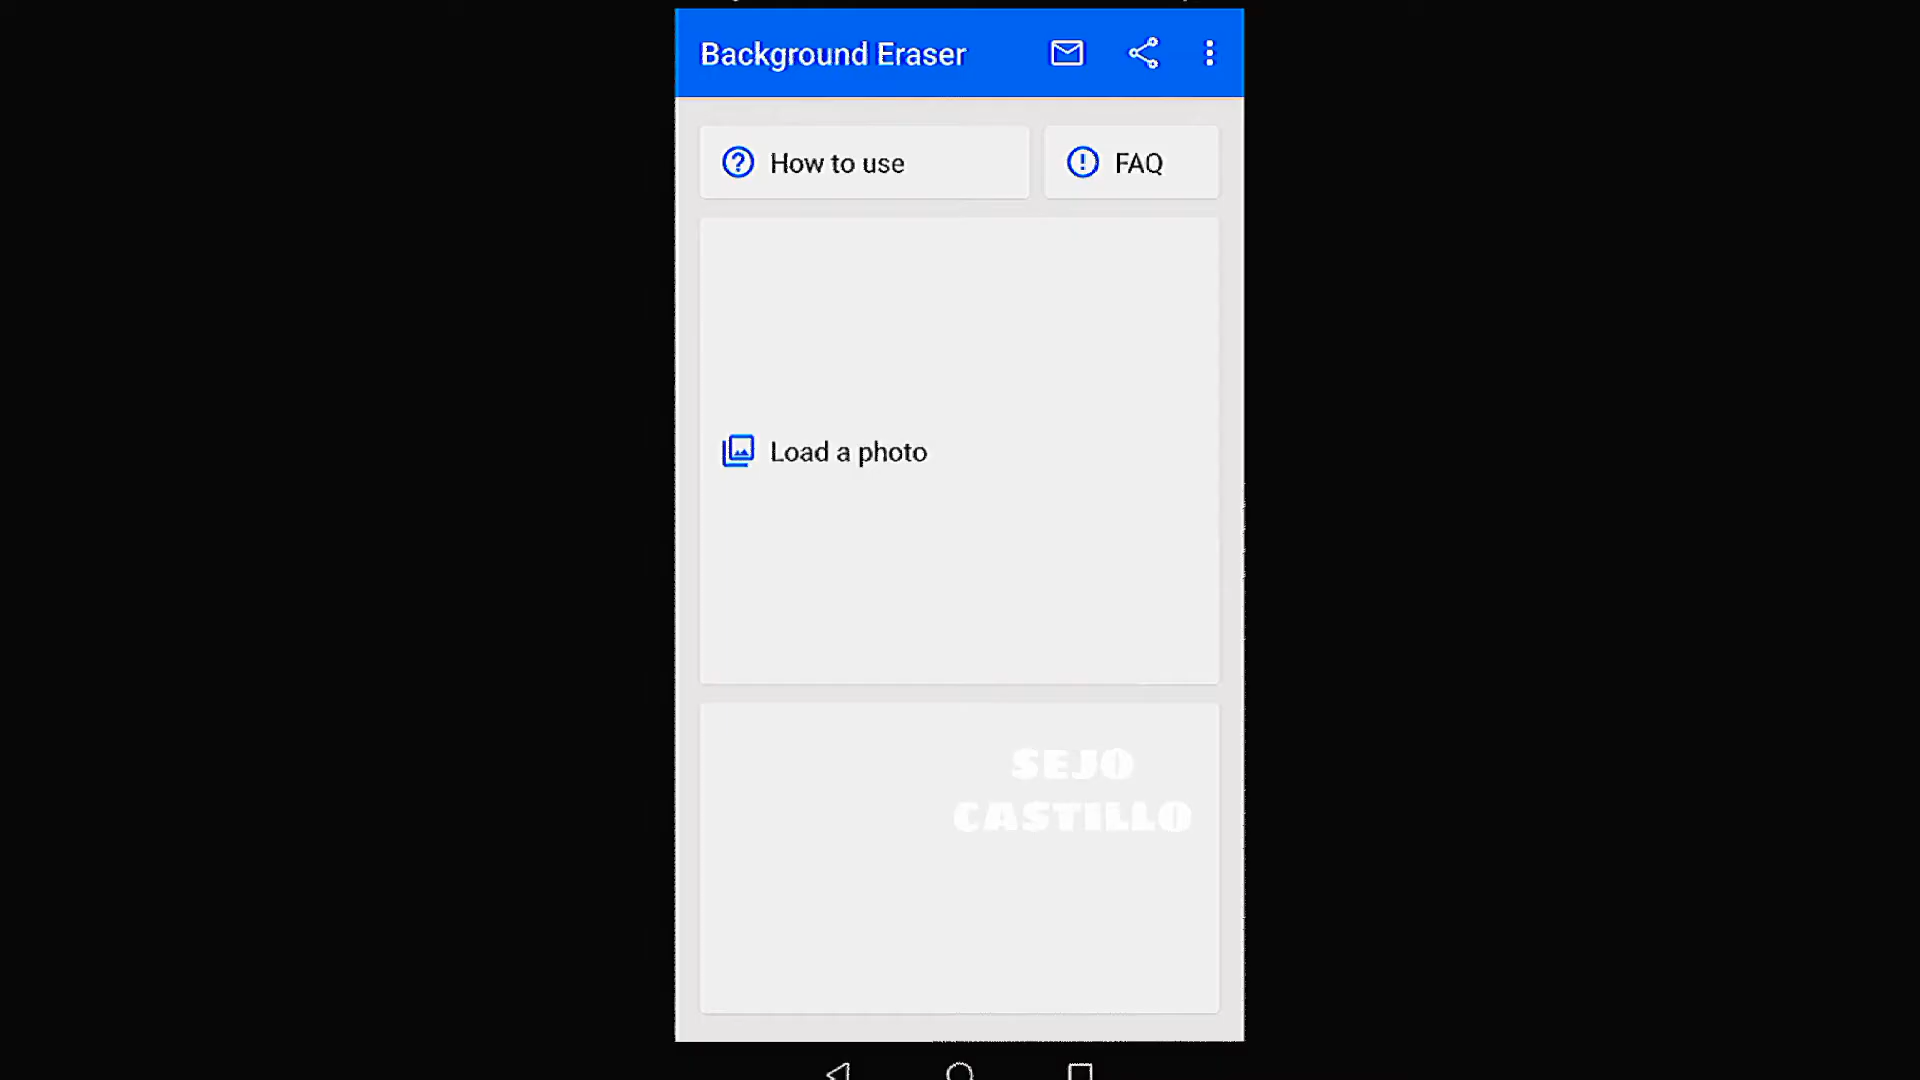 Background Eraser
How to use
FAQ
Load a photo
SEJO
CASTILLO